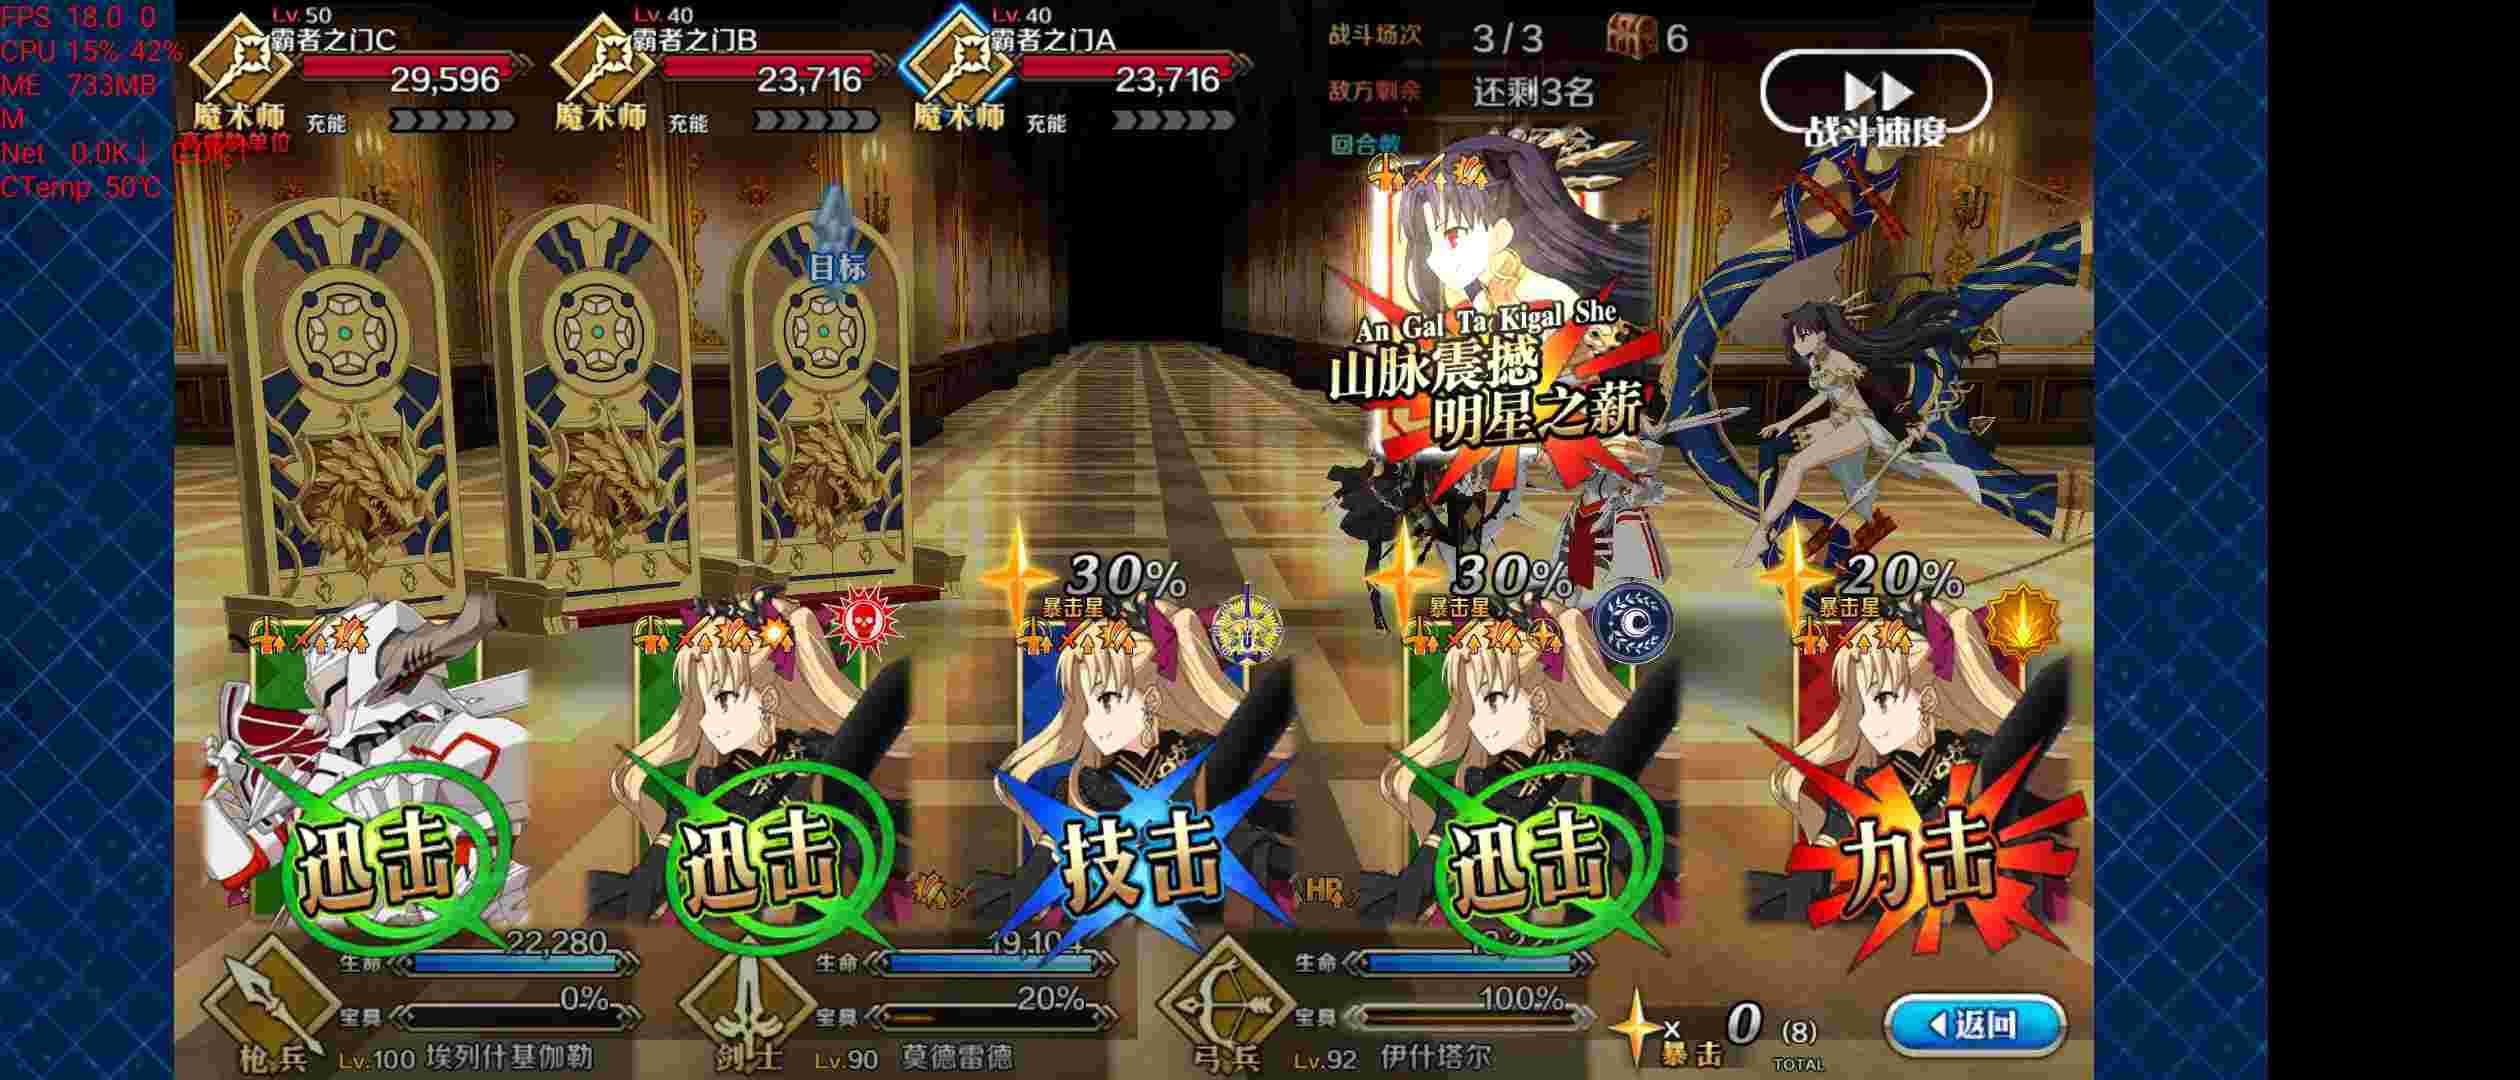 FPS 18.0 0
CPU 15% 42%
ME 733MB
M
Net 0.0K↓
CTemp 50℃
Lv.50
霸者之门C
29,596
魔术师
充能
Lv.40
霸者之门B
23,716
魔术师
充能
Lv.40
霸者之门A
23,716
魔术师
充能
战斗场次 3/3 6
敌方剩余 还剩3名
回合数
战斗速度
目标
An Gal Ta Kigal She
山脉震撼
明星之薪
30%
暴击星
30%
暴击星
20%
暴击星
迅击
迅击
技击
迅击
力击
HP
22,280
生命
0%
宝具
枪兵
Lv.100 埃列什基伽勒
19,104
生命
20%
宝具
剑士
Lv.90 莫德雷德
生命
100%
宝具
弓兵
Lv.92 伊什塔尔
x 0 (8)
暴击
TOTAL
返回